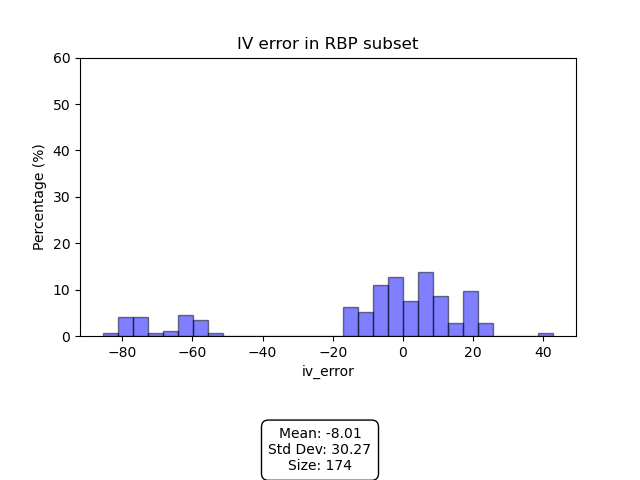 IV error in RBP subset
Percentage (%)
60
50
40
30
20
10
0
−80
−60
−40
−20
0
20
40
iv_error
Mean: -8.01
Std Dev: 30.27
Size: 174